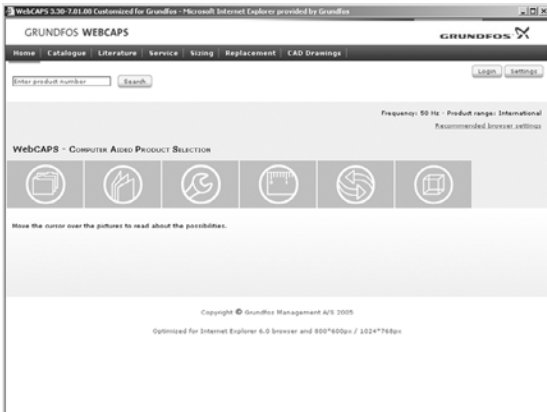 WebCAPS 3.30-7.01.00 Customized for Grundfos - Microsoft Internet Explorer provided by Grundfos
GRUNDFOS WEBCAPS
GRUNDFOS
Home Catalogue Literature Service Sizing Replacement CAD Drawings
Enter product number Search
Login Settings
Frequency: 50 Hz - Product range: International
Recommended browser settings
WebCAPS - Computer Aided Product Selection
Move the cursor over the pictures to read about the possibilities.
Copyright © Grundfos Management A/S 2005
Optimized for Internet Explorer 6.0 browser and 800*600px / 1024*768px